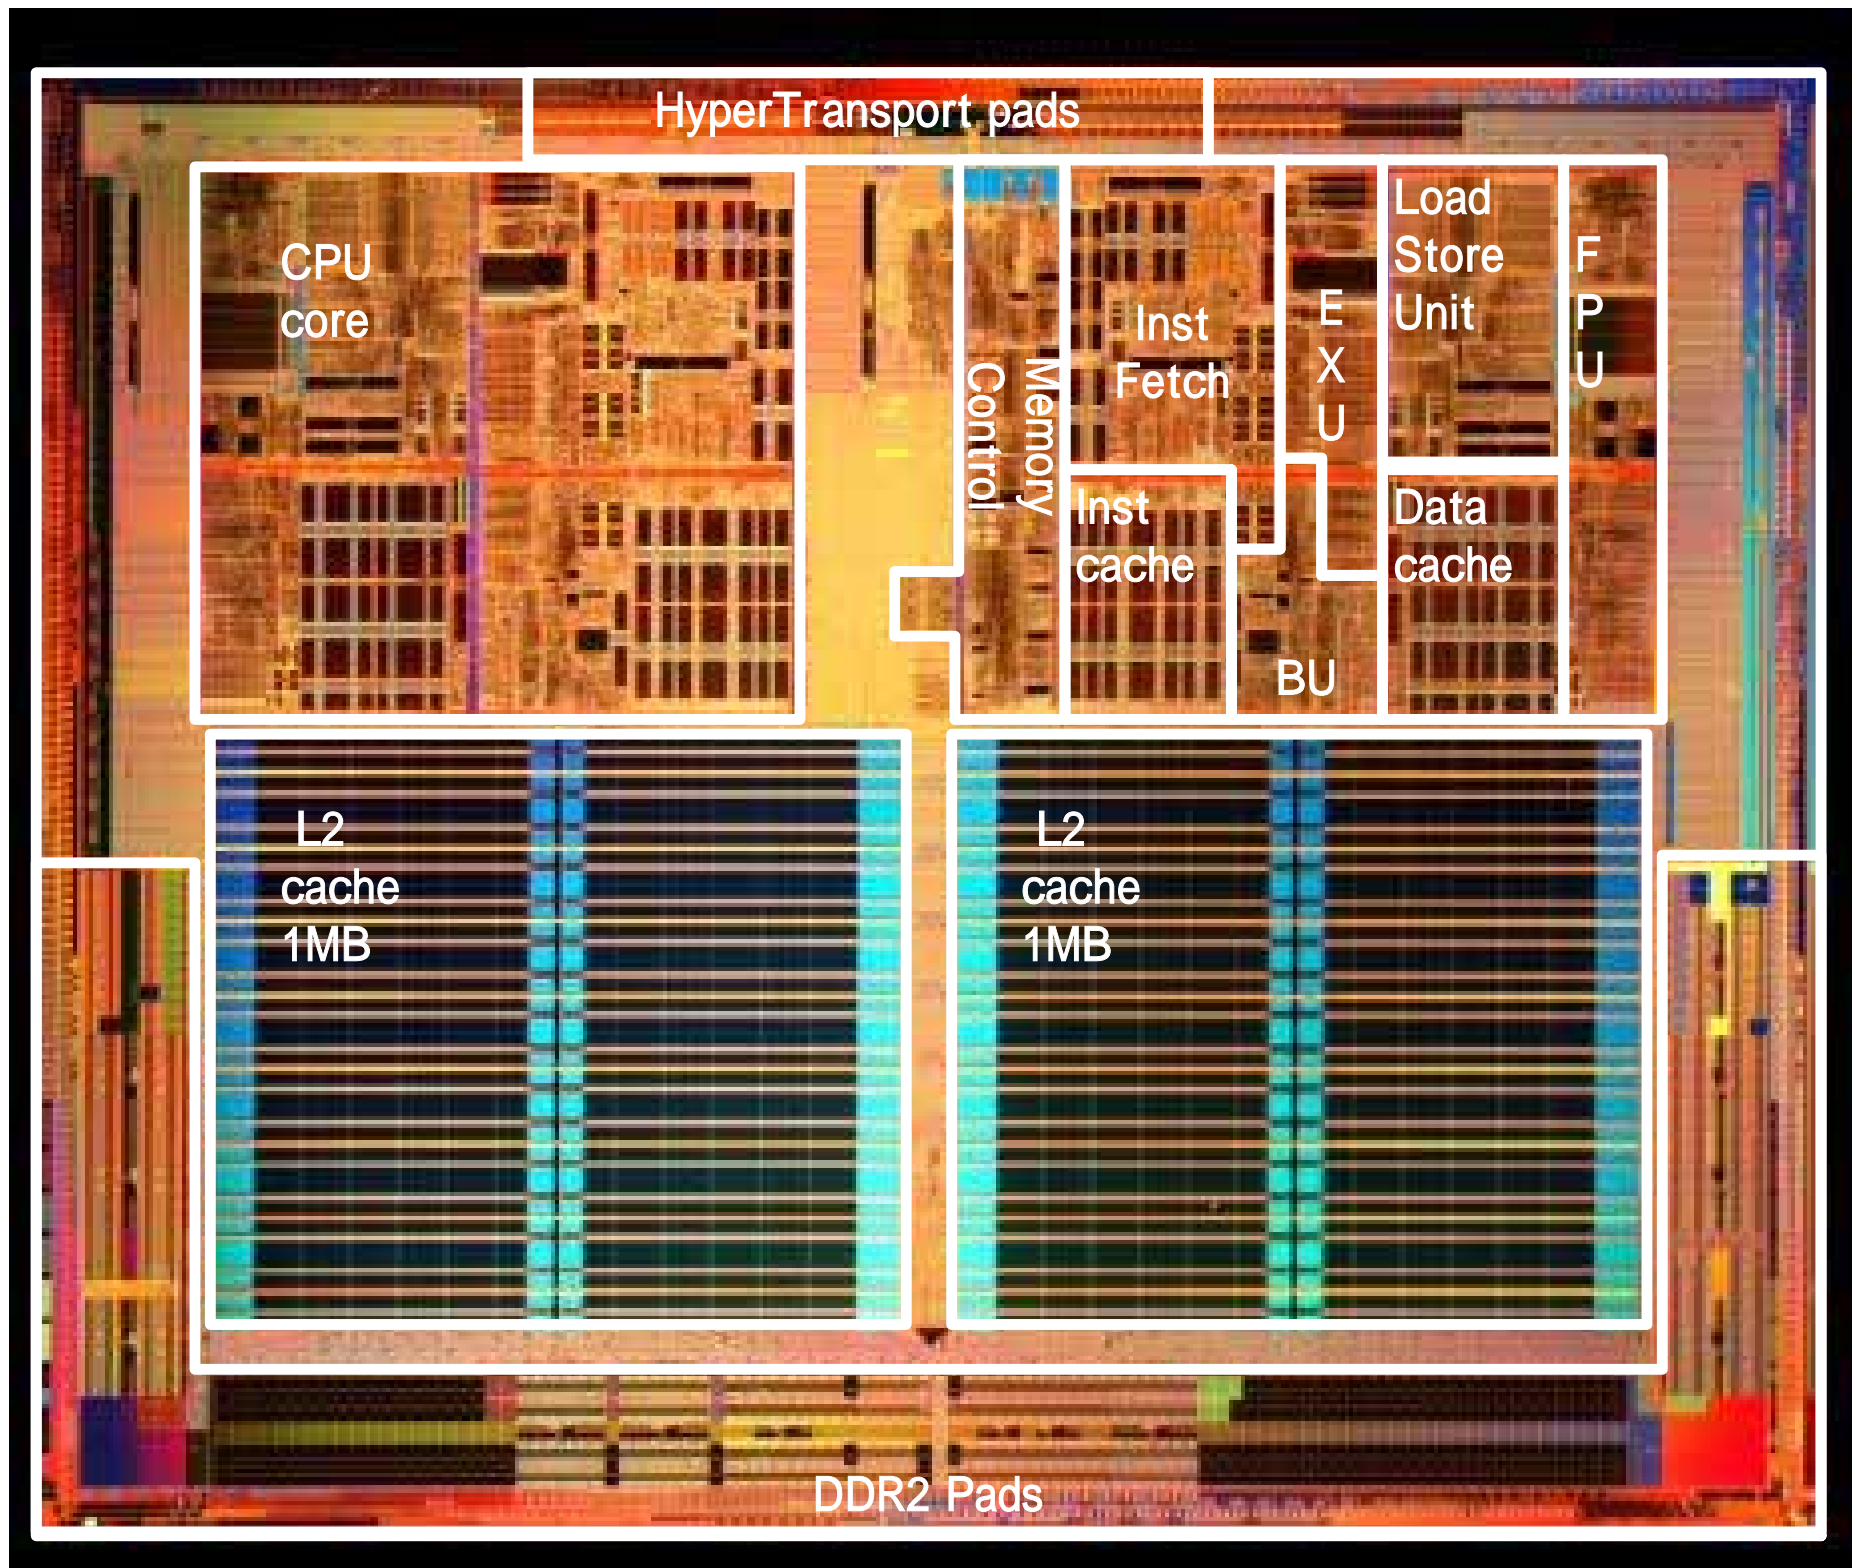 HyperTransport pads
CPU
core
Memory
Control
Inst
Fetch
E
X
U
Load
Store
Unit
F
P
U
Inst
cache
BU
Data
cache
L2
cache
1MB
L2
cache
1MB
DDR2 Pads